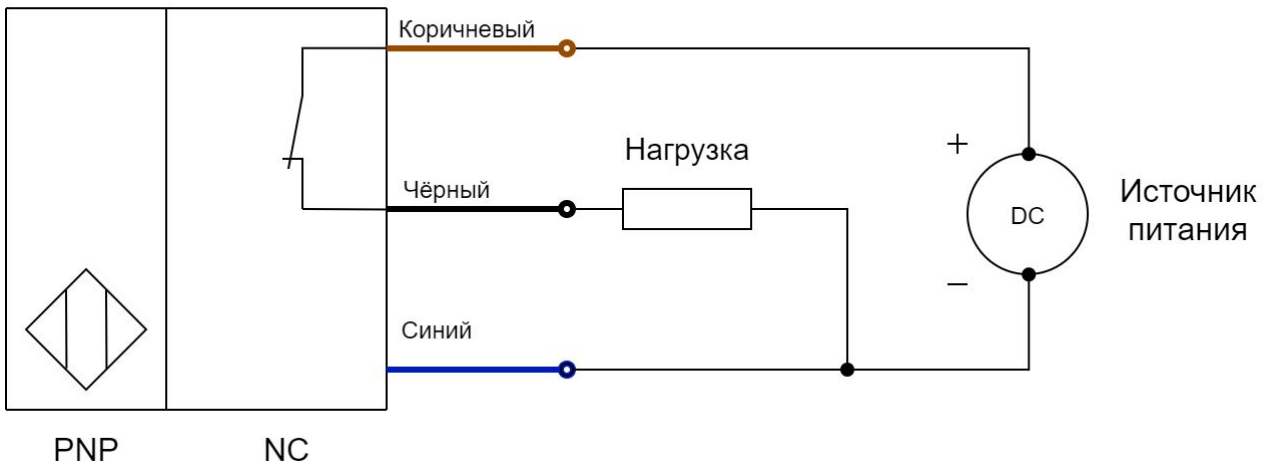 Коричневый
Нагрузка
+
Чёрный
Источник
питания
DC
–
Синий
PNP
NC